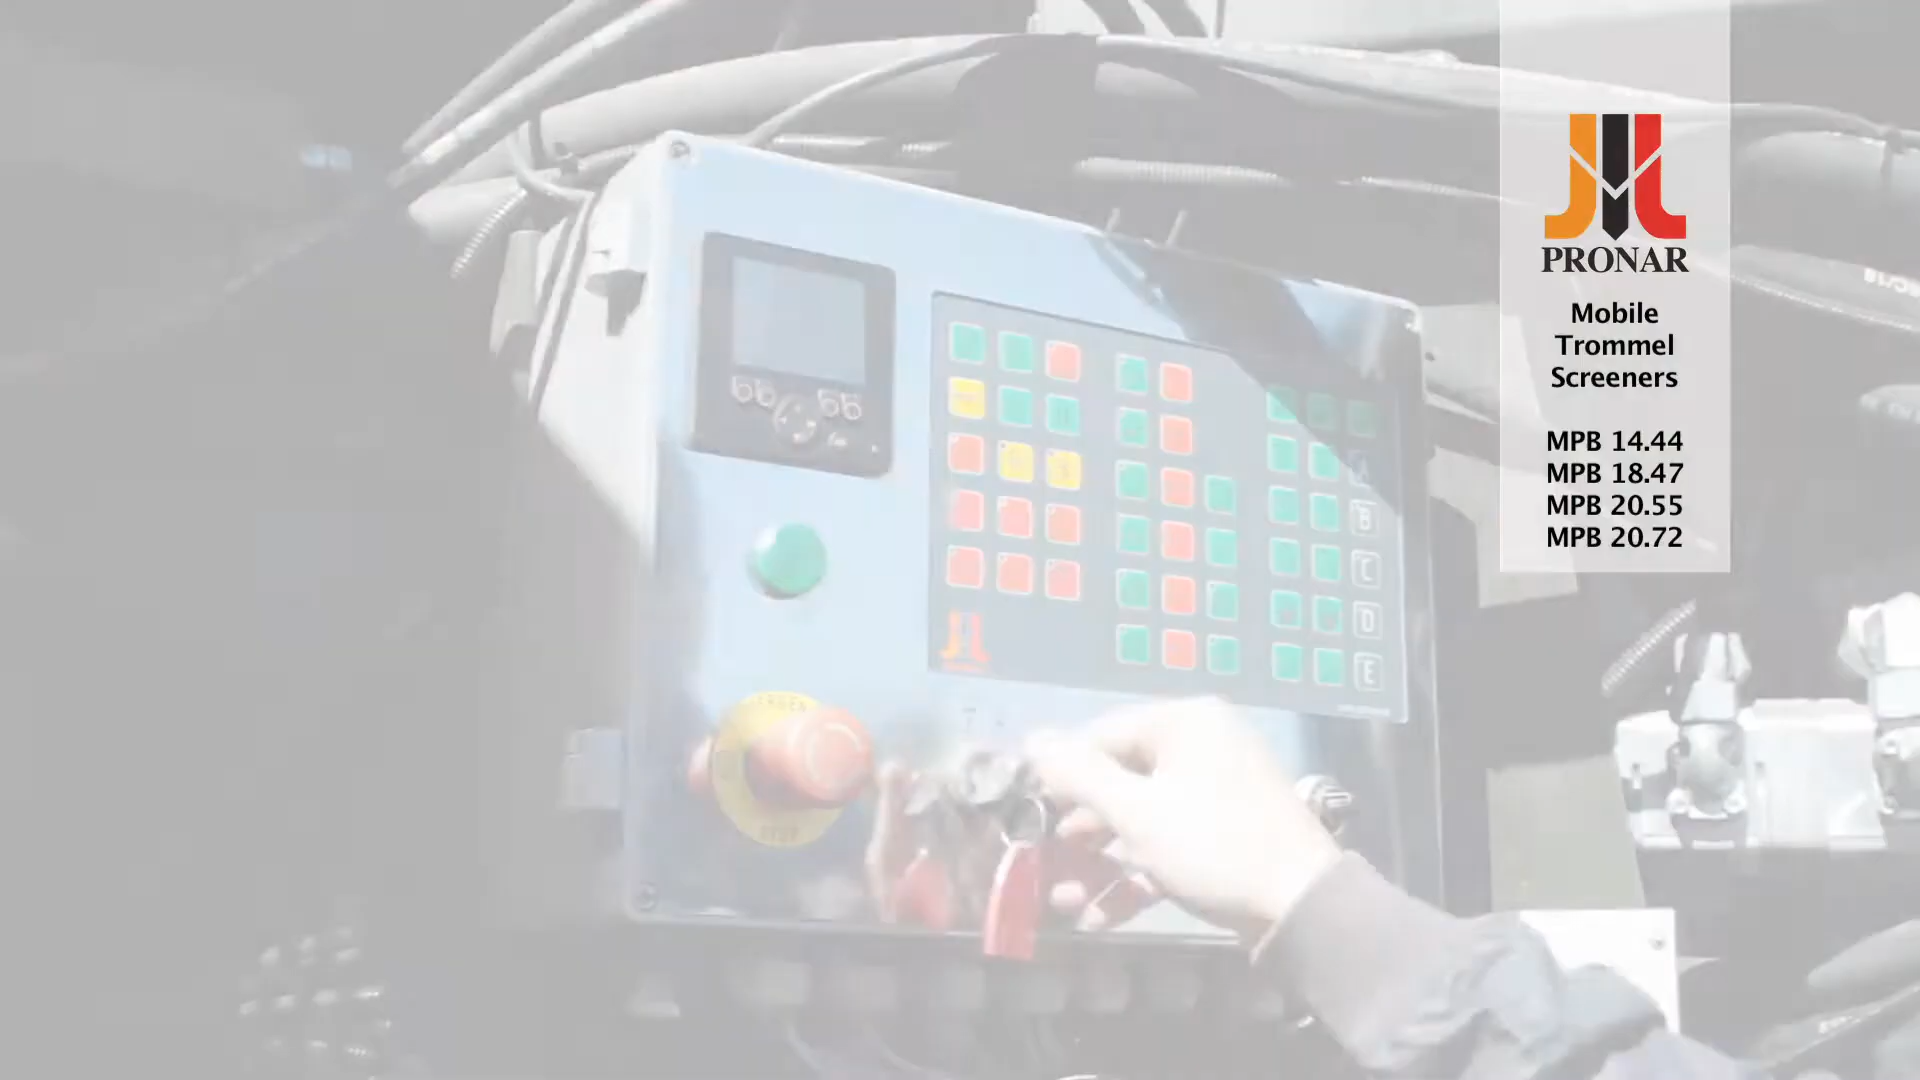 PRONAR
Mobile
Trommel
Screeners
MPB 14.44
MPB 18.47
MPB 20.55
MPB 20.72
B
C
D
E